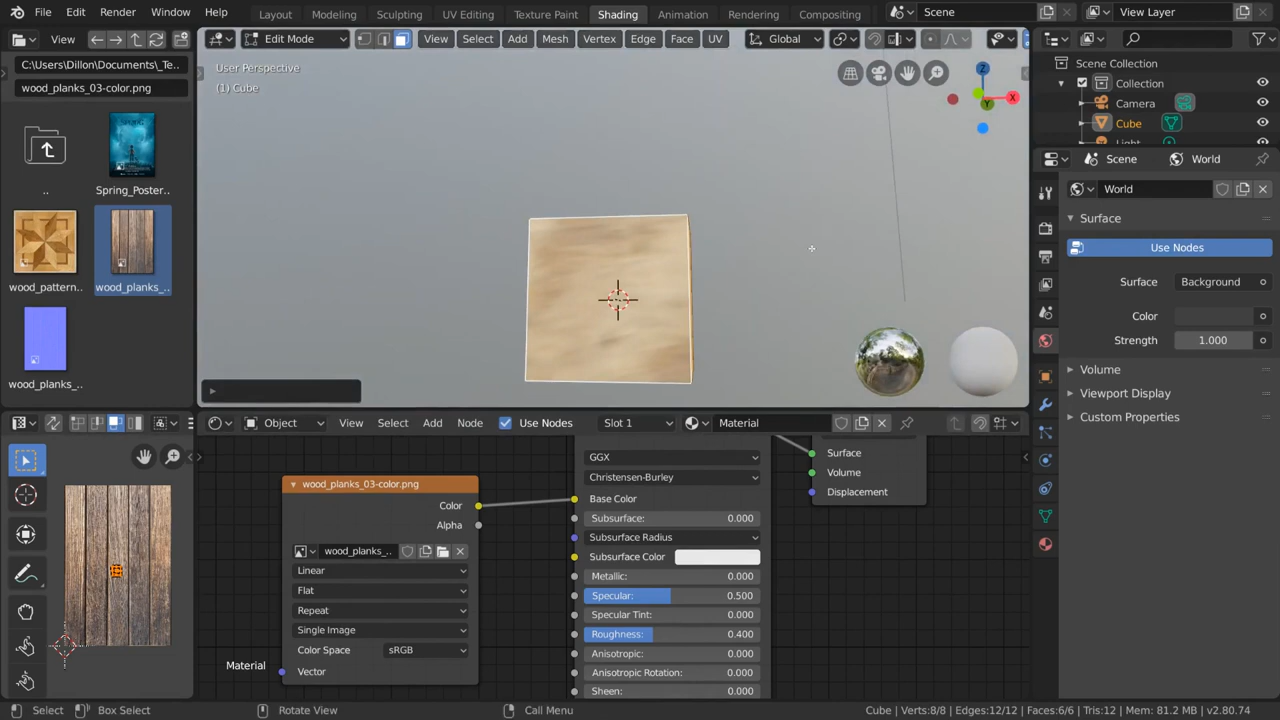 File Edit Render Window Help Layout Modeling Sculpting UV Editing Texture Paint Shading Animation Rendering Compositing Scene View Layer
View
Edit Mode View Select Add Mesh Vertex Edge Face UV Global
C:\Users\Dillon\Documents\_Te..
wood_planks_03-color.png
..
Spring_Poster..
wood_pattern..
wood_planks_..
wood_planks_..
User Perspective
(1) Cube
Z
X
Y
Scene Collection
Collection
Camera
Cube
Light
Scene World
World
Surface
Use Nodes
Surface Background
Color
Strength 1.000
Volume
Viewport Display
Custom Properties
Object View Select Add Node Use Nodes Slot 1 Material
wood_planks_03-color.png
Color
Alpha
wood_planks_..
Linear
Flat
Repeat
Single Image
Color Space sRGB
Vector
Material
GGX
Christensen-Burley
Base Color
Subsurface: 0.000
Subsurface Radius
Subsurface Color
Metallic: 0.000
Specular: 0.500
Specular Tint: 0.000
Roughness: 0.400
Anisotropic: 0.000
Anisotropic Rotation: 0.000
Sheen: 0.000
Surface
Volume
Displacement
Select Box Select Rotate View Call Menu Cube | Verts:8/8 | Edges:12/12 | Faces:6/6 | Tris:12 | Mem: 81.2 MB | v2.80.74